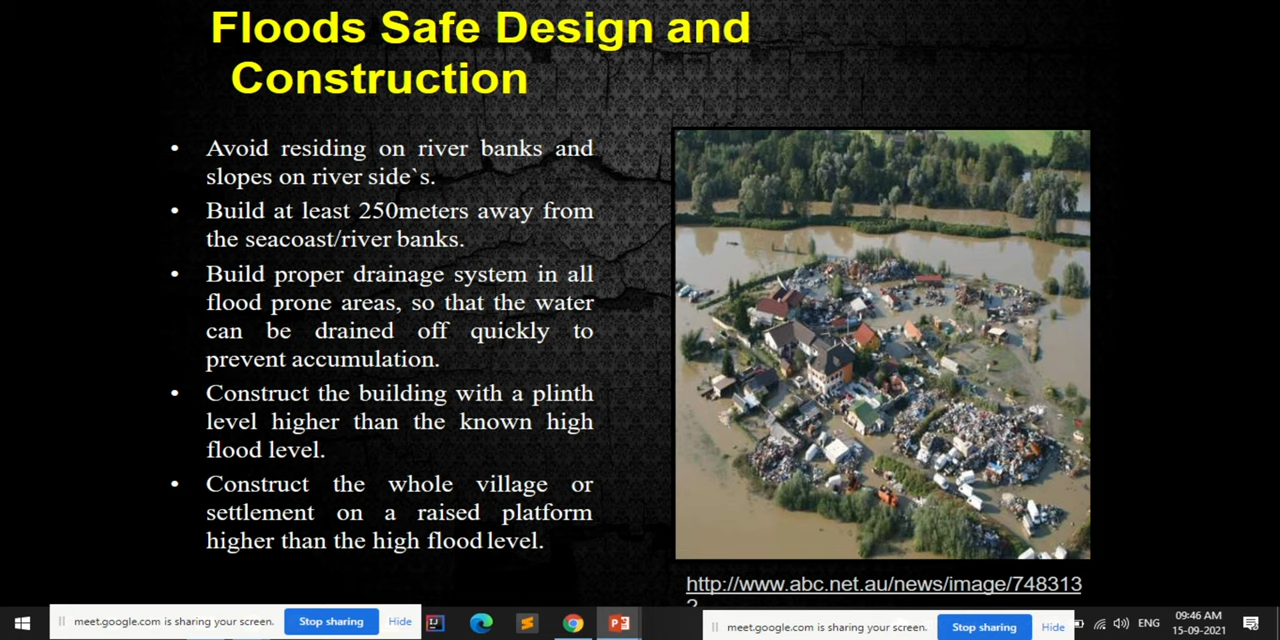 Floods Safe Design and
Construction
• Avoid residing on river banks and
slopes on river side`s.
• Build at least 250meters away from
the seacoast/river banks.
• Build proper drainage system in all
flood prone areas, so that the water
can be drained off quickly to
prevent accumulation.
• Construct the building with a plinth
level higher than the known high
flood level.
• Construct the whole village or
settlement on a raised platform
higher than the high flood level.
http://www.abc.net.au/news/image/748313
meet.google.com is sharing your screen. Stop sharing Hide
meet.google.com is sharing your screen. Stop sharing Hide
ENG
09:46 AM
15-09-2021